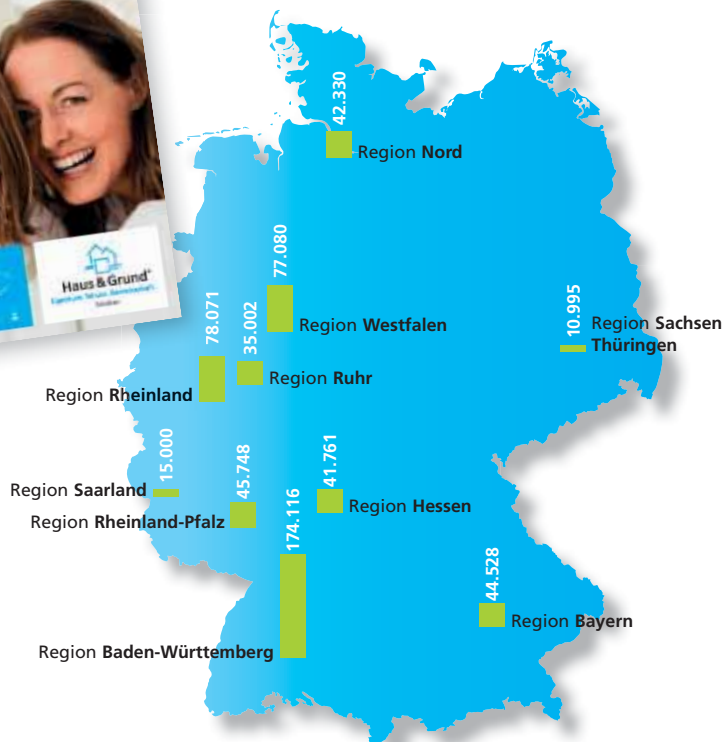 42.330
Region Nord
Haus & Grund®
77.080
Region Westfalen
78.071
35.002
10.995
Region Sachsen
Thüringen
Region Ruhr
Region Rheinland
15.000
45.748
41.761
Region Saarland
174.116
Region Hessen
Region Rheinland-Pfalz
44.528
Region Bayern
Region Baden-Württemberg